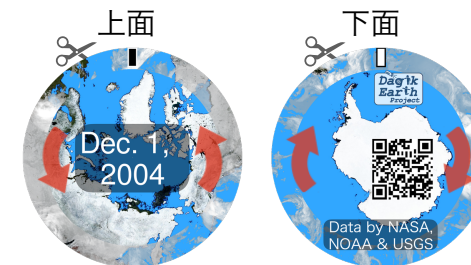 上面
下面
Dec. 1,
2004
Dagik
Earth
Project
Data by NASA,
NOAA & USGS